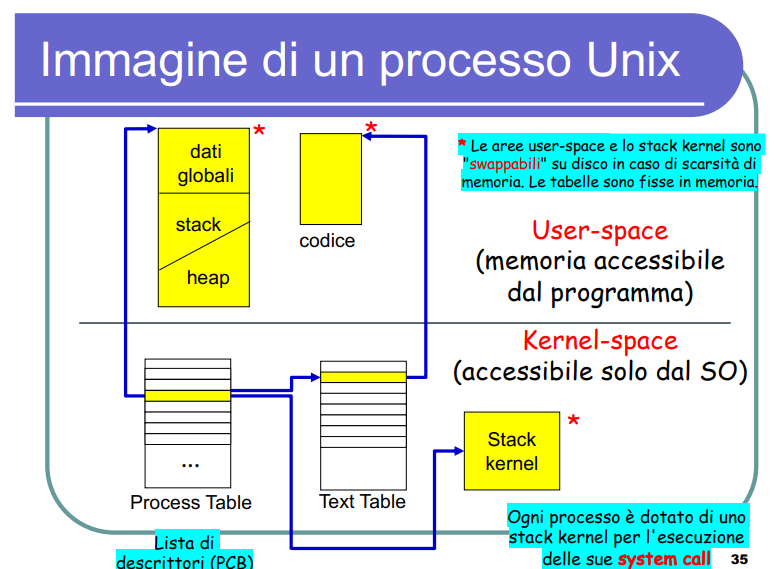 Immagine di un processo Unix
dati
globali
*
*
stack
heap
codice
* Le aree user-space e lo stack kernel sono
"swappabili" su disco in caso di scarsità di
memoria. Le tabelle sono fisse in memoria.
User-space
(memoria accessibile
dal programma)
Kernel-space
(accessibile solo dal SO)
...
Process Table
Text Table
Stack
kernel
*
Lista di
descrittori (PCB)
Ogni processo è dotato di uno
stack kernel per l'esecuzione
delle sue system call
35